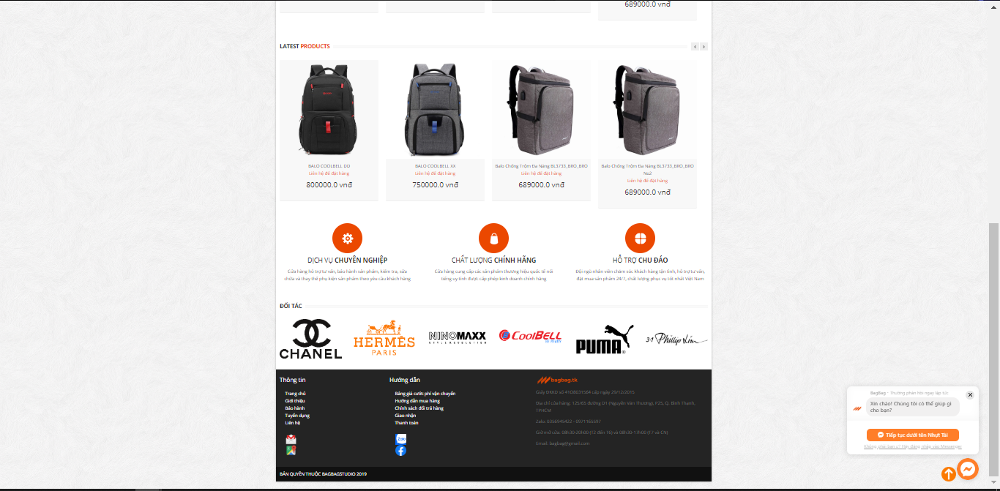 689000.0 vnđ
LATEST PRODUCTS
BALO COOLBELL DD
Liên hệ để đặt hàng
800000.0 vnđ
BALO COOLBELL XX
Liên hệ để đặt hàng
750000.0 vnđ
Balo Chống Trộm Đa Năng BL3733_BRO_BRO
Liên hệ để đặt hàng
689000.0 vnđ
Balo Chống Trộm Đa Năng BL3733_BRO_BRO
No2
Liên hệ để đặt hàng
689000.0 vnđ
DỊCH VỤ CHUYÊN NGHIỆP
Cửa hàng hỗ trợ tư vấn, bảo hành sản phẩm, kiểm tra, sửa
chữa và thay thế phụ kiện sản phẩm theo yêu cầu khách hàng
CHẤT LƯỢNG CHÍNH HÃNG
Cửa hàng cung cấp các sản phẩm thương hiệu quốc tế nổi
tiếng uy tính được cấp phép kinh doanh chính hãng
HỖ TRỢ CHU ĐÁO
Đội ngũ nhân viên chăm sóc khách hàng tận tình, hỗ trợ tư vấn,
đặt mua sản phẩm 24/7, chất lượng phục vụ tốt nhất Việt Nam
ĐỐI TÁC
CHANEL
HERMÈS
PARIS
NINOMAXX
CoolBELL
PUMA
3·1 Phillip Lim
Thông tin
Trang chủ
Giới thiệu
Bảo hành
Tuyển dụng
Liên hệ
Hướng dẫn
Bảng giá cước phí vận chuyển
Hướng dẫn mua hàng
Chính sách đổi trả hàng
Giao nhận
Thanh toán
Zalo
bagbag.tk
Giấy ĐKKD số 41O8031564 cấp ngày 29/12/2015
Địa chỉ cửa hàng: 125/65 đường D1 (Nguyễn Văn Thương), P25, Q. Bình Thạnh,
TPHCM
Zalo: 0356945422 - 0971165597
Giờ mở cửa: 08h30-20h00 (T2 đến T6) và 08h30-17h00 (T7 và CN)
Email: bagbag@gmail.com
BẢN QUYỀN THUỘC BAGBAGSTUDIO 2019
BagBag • Thường phản hồi ngay lập tức
Xin chào! Chúng tôi có thể giúp gì
cho bạn?
Tiếp tục dưới tên Nhựt Tài
Không phải bạn ư? Hãy đăng nhập vào Messenger